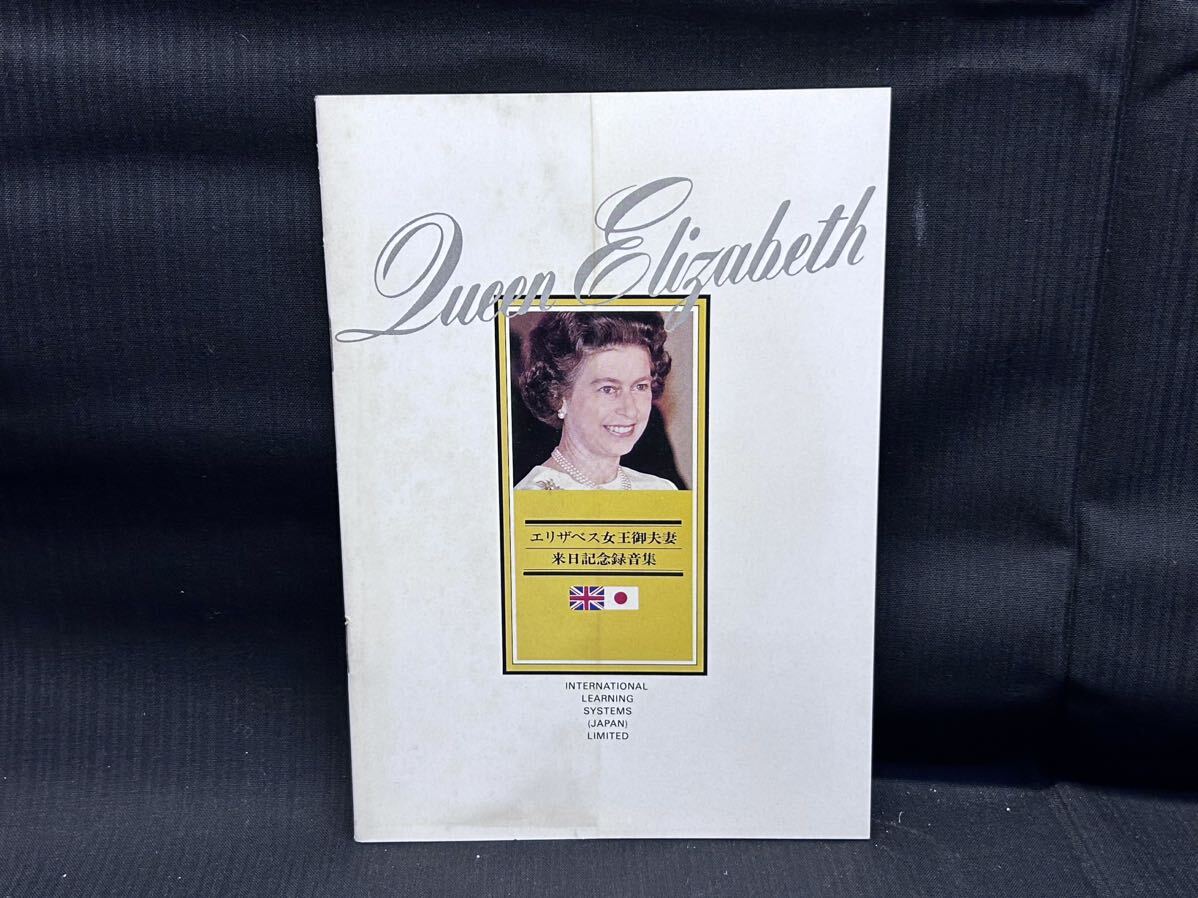 Queen Elizabeth
エリザベス女王御夫妻
来日記念録音集
INTERNATIONAL
LEARNING
SYSTEMS
(JAPAN)
LIMITED